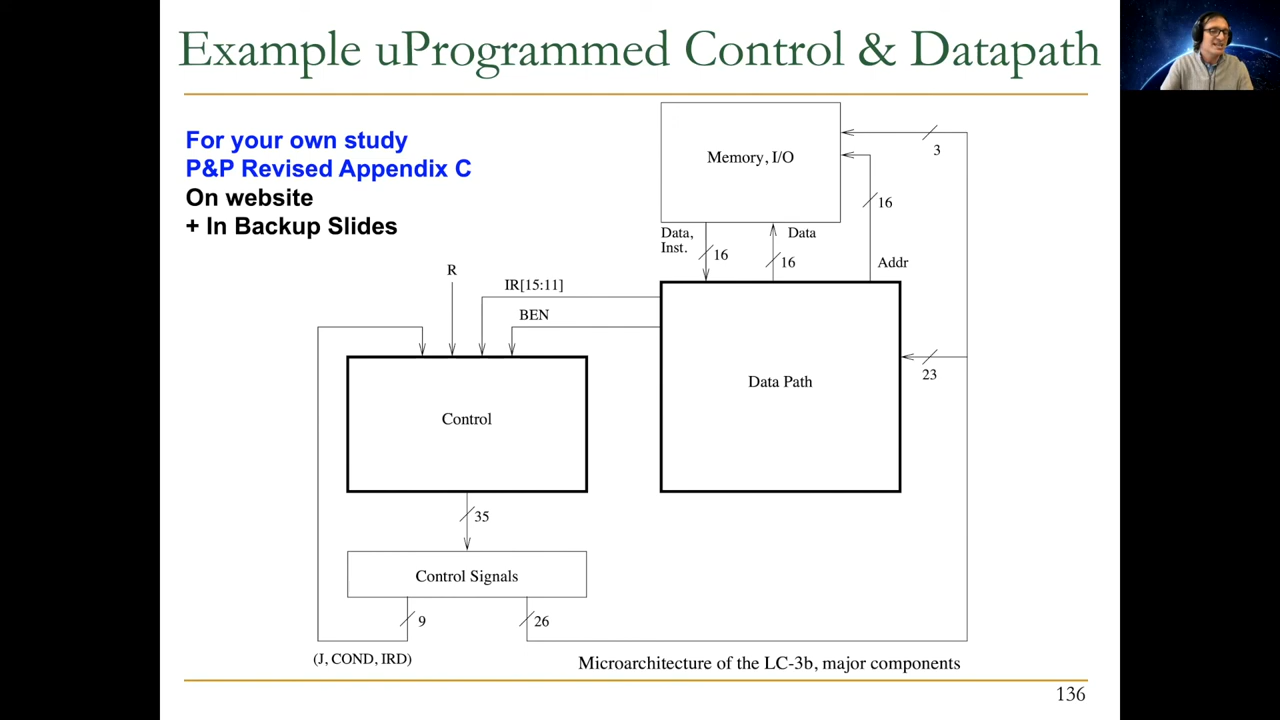 Example uProgrammed Control & Datapath
For your own study
P&P Revised Appendix C
On website
+ In Backup Slides
Memory, I/O
3
16
Data,
Inst.
16
Data
16
Addr
R
IR[15:11]
BEN
Control
Data Path
23
35
Control Signals
9
26
(J, COND, IRD)
Microarchitecture of the LC-3b, major components
136